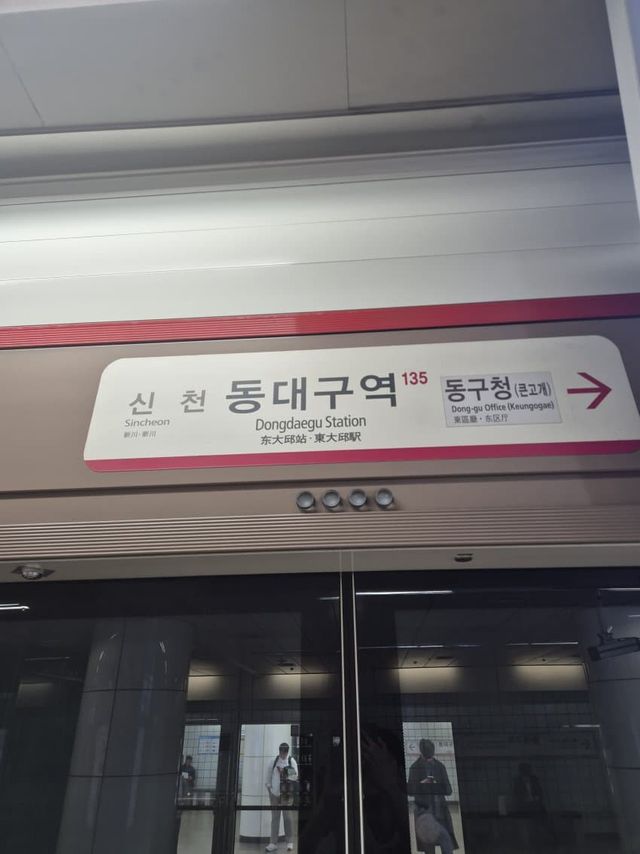 신 천
Sincheon
新川·新川
동대구역 135
Dongdaegu Station
东大邱站·東大邱駅
동구청(큰고개)
Dong-gu Office (Keungogae)
東區廳·东区厅